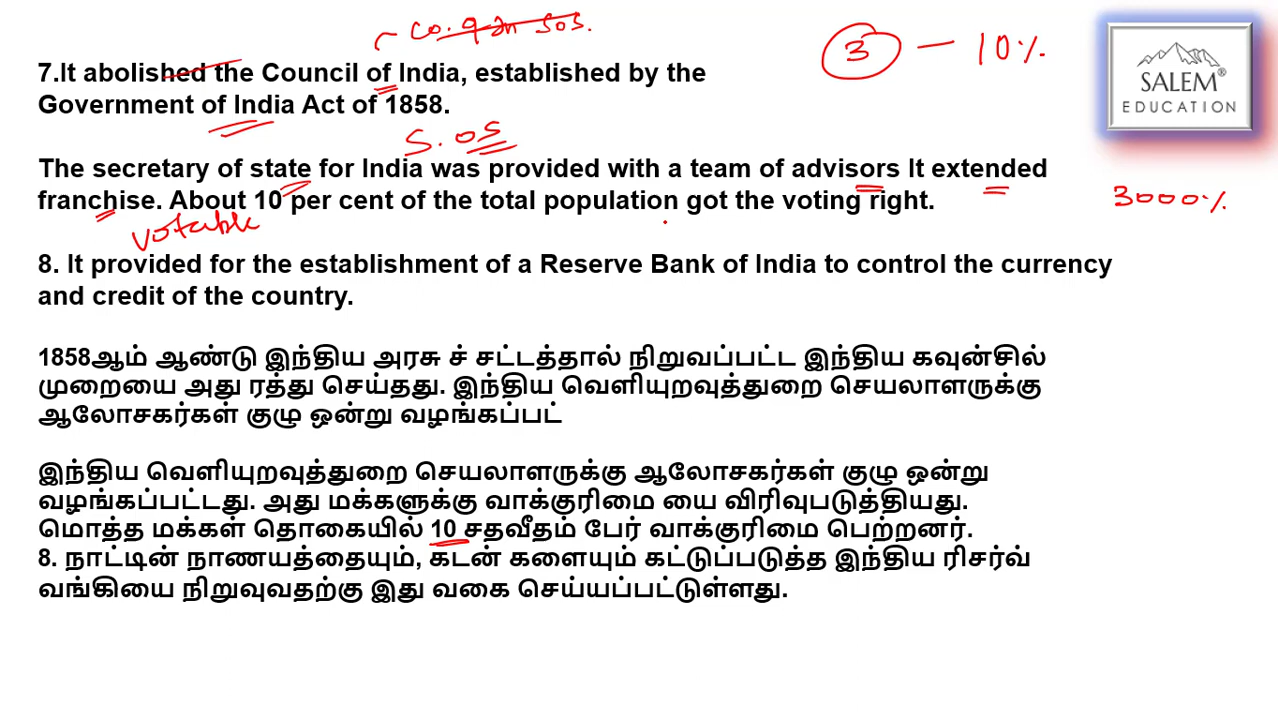 co. of In SOS.
3 — 10%
7.It abolished the Council of India, established by the
Government of India Act of 1858.
SALEM®
EDUCATION
S.OS
The secretary of state for India was provided with a team of advisors It extended
franchise. About 10 per cent of the total population got the voting right.
3000%
votable
8. It provided for the establishment of a Reserve Bank of India to control the currency
and credit of the country.
1858ஆம் ஆண்டு இந்திய அரசு ச் சட்டத்தால் நிறுவப்பட்ட இந்திய கவுன்சில்
முறையை அது ரத்து செய்தது. இந்திய வெளியுறவுத்துறை செயலாளருக்கு
ஆலோசகர்கள் குழு ஒன்று வழங்கப்பட்
இந்திய வெளியுறவுத்துறை செயலாளருக்கு ஆலோசகர்கள் குழு ஒன்று
வழங்கப்பட்டது. அது மக்களுக்கு வாக்குரிமை யை விரிவுபடுத்தியது.
மொத்த மக்கள் தொகையில் 10 சதவீதம் பேர் வாக்குரிமை பெற்றனர்.
8. நாட்டின் நாணயத்தையும், கடன் களையும் கட்டுப்படுத்த இந்திய ரிசர்வ்
வங்கியை நிறுவுவதற்கு இது வகை செய்யப்பட்டுள்ளது.